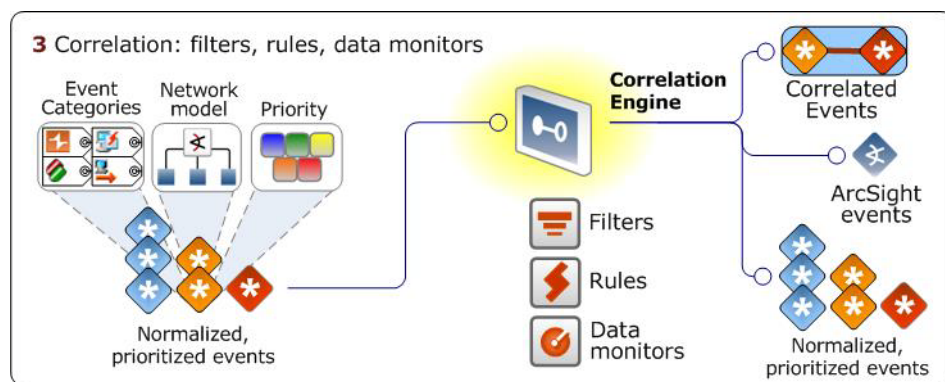 3 Correlation: filters, rules, data monitors
Event
Categories
Network
model
Priority
Normalized,
prioritized events
Correlation
Engine
Filters
Rules
Data
monitors
Correlated
Events
ArcSight
events
Normalized,
prioritized events